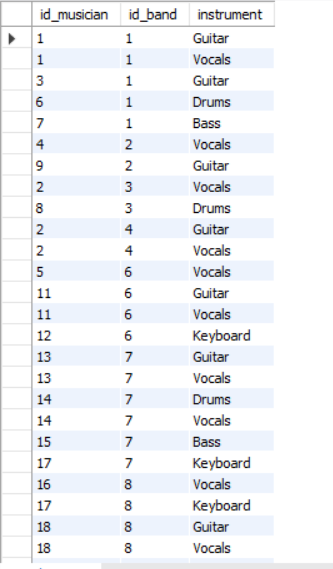 id_musician id_band instrument
1 1 Guitar
1 1 Vocals
3 1 Guitar
6 1 Drums
7 1 Bass
4 2 Vocals
9 2 Guitar
2 3 Vocals
8 3 Drums
2 4 Guitar
2 4 Vocals
5 6 Vocals
11 6 Guitar
11 6 Vocals
12 6 Keyboard
13 7 Guitar
13 7 Vocals
14 7 Drums
14 7 Vocals
15 7 Bass
17 7 Keyboard
16 8 Vocals
17 8 Keyboard
18 8 Guitar
18 8 Vocals